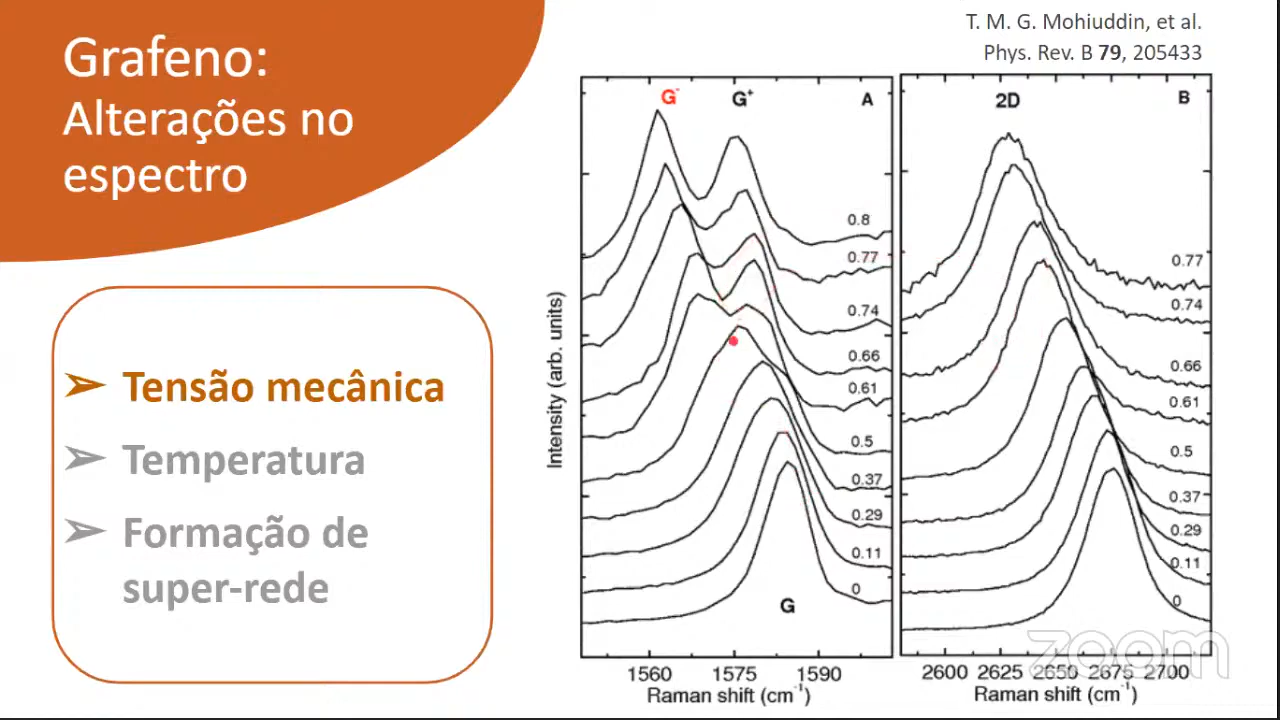 Grafeno:
Alterações no
espectro
T. M. G. Mohiuddin, et al.
Phys. Rev. B 79, 205433
➢ Tensão mecânica
➢ Temperatura
➢ Formação de
super-rede
Intensity (arb. units)
G-
G+
A
0.8
0.77
0.74
0.66
0.61
0.5
0.37
0.29
0.11
0
G
1560 1575 1590
Raman shift (cm-1)
2D
B
0.77
0.74
0.66
0.61
0.5
0.37
0.29
0.11
0
2600 2625 2650 2675 2700
Raman shift (cm-1)
zoom